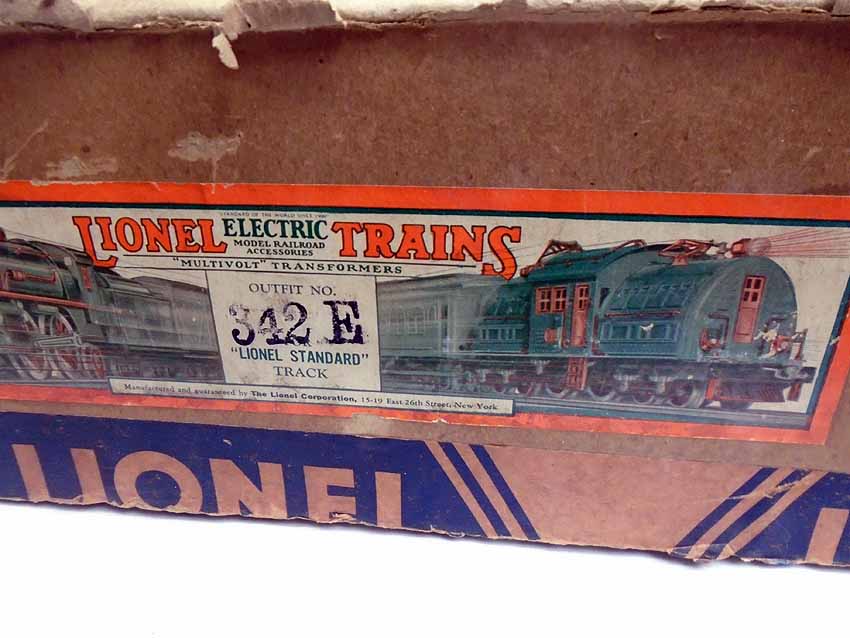 "STANDARD OF THE WORLD SINCE 1900"
LIONEL ELECTRIC TRAINS
MODEL RAILROAD
ACCESSORIES
"MULTIVOLT" TRANSFORMERS
OUTFIT NO.
342 E
"LIONEL STANDARD"
TRACK
Manufactured and guaranteed by The Lionel Corporation, 15-19 East 26th Street, New York
LIONEL